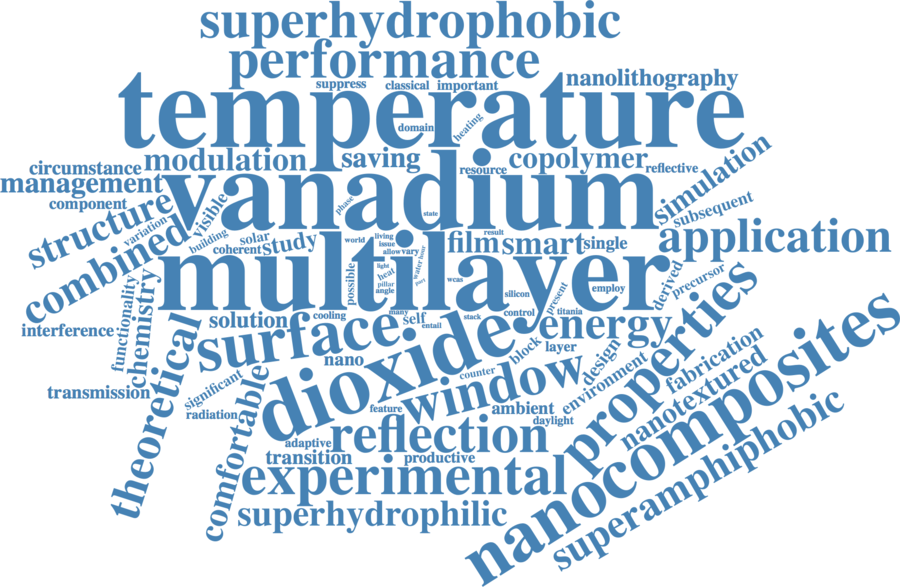 superhydrophobic
performance
suppress
classical
important
nanolithography
temperature
domain
heating
circumstance
modulation
saving
resource
copolymer
reflective
management
vanadium
simulation
component
structure
visible
phase
state
subsequent
variation
combined
building
solar
coherent
study
world
living
issue
allow
vary
water
hour
film
result
smart
single
application
multilayer
possible
light
heat
pillar
angle
port
wcas
silicon
present
employ
derived
precursor
functionality
chemistry
interference
solution
cooling
many
self
entail
stack
control
titania
energy
properties
theoretical
surface
dioxide
nano
block
layer
design
environment
fabrication
nanotextured
nanocomposites
transmission
significant
radiation
comfortable
counter
window
feature
ambient
daylight
adaptive
reflection
transition
productive
experimental
superhydrophilic
superamphiphobic